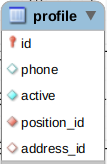 profile
id
phone
active
position_id
address_id